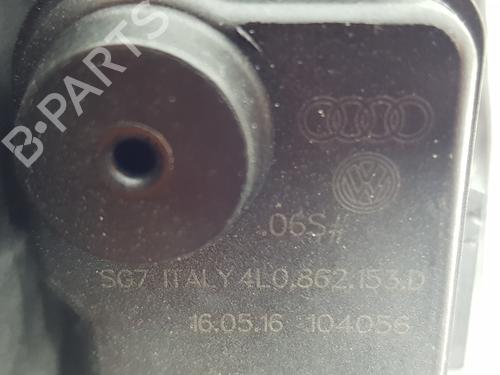 B-PARTS
.06S#
SG7 ITALY 4L0.862.153.D
16.05.16 104056